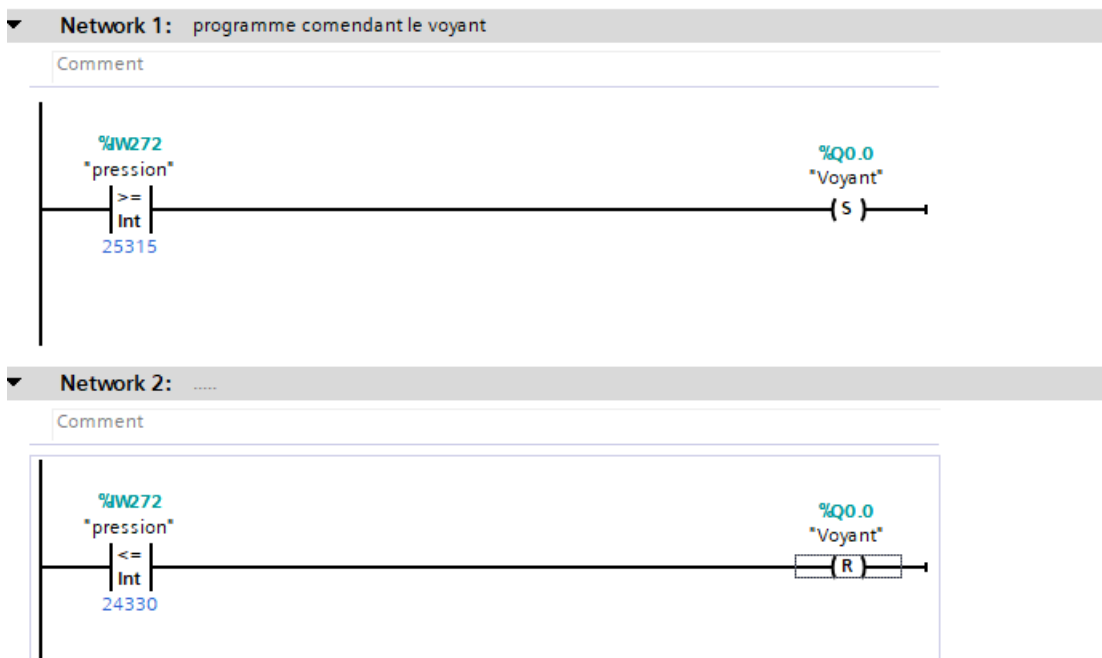 Network 1: programme comendant le voyant
Comment
%IW272
"pression"
>=
Int
25315
%Q0.0
"Voyant"
S
Network 2: .....
Comment
%IW272
"pression"
<=
Int
24330
%Q0.0
"Voyant"
R